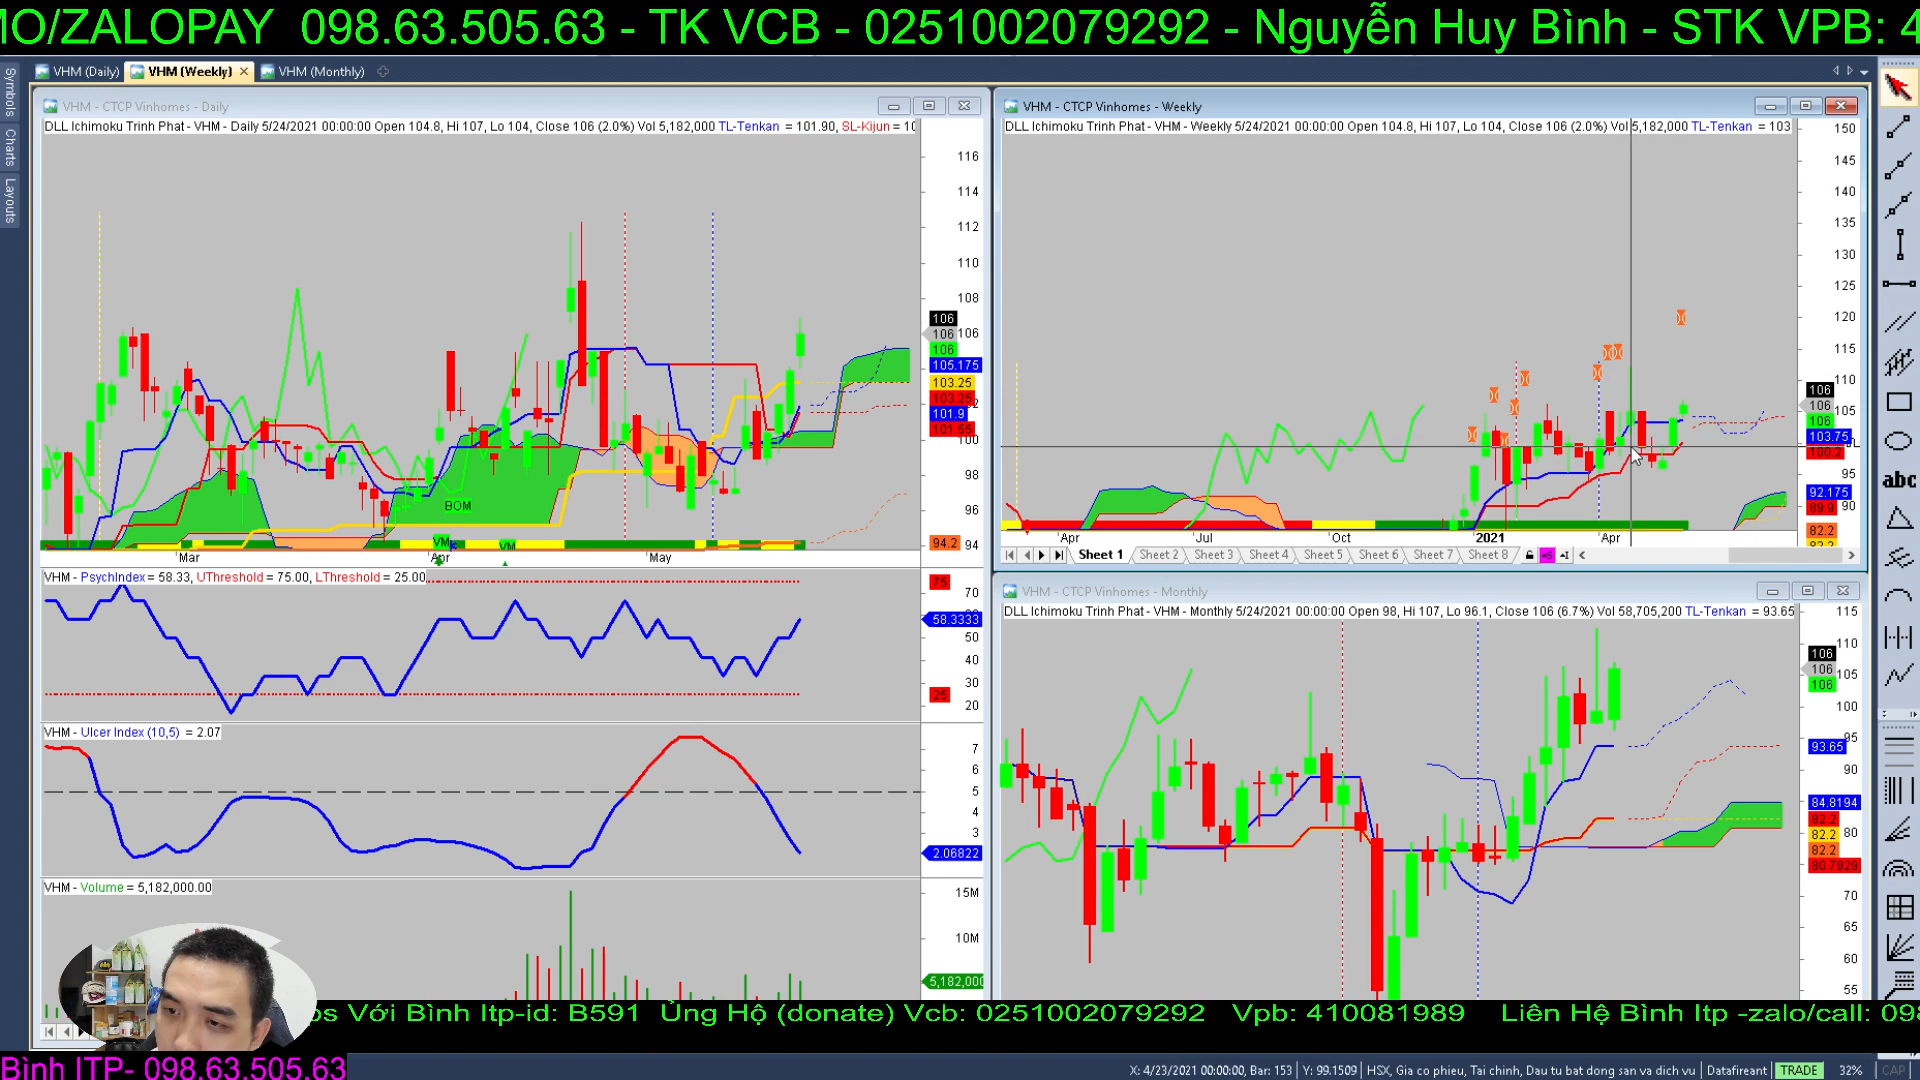 MO/ZALOPAY 098.63.505.63 - TK VCB - 0251002079292 - Nguyễn Huy Bình - STK VPB: 4
VHM (Daily) VHM (Weekly) VHM (Monthly)
Symbols
Charts
Layouts
VHM - CTCP Vinhomes - Daily
DLL Ichimoku Trinh Phat - VHM - Daily 5/24/2021 00:00:00 Open 104.8, Hi 107, Lo 104, Close 106 (2.0%) Vol 5,182,000 TL-Tenkan = 101.90, SL-Kijun = 10
116
114
112
110
108
106
106 106
106
105.175
103.25
103.25
101.9
101.55
100
98
96
94.2 94
BOM
VM
VM
Mar Apr May
VHM - PsychIndex = 58.33, UThreshold = 75.00, LThreshold = 25.00
75
70
58.3333
50
40
30
25
20
VHM - Ulcer Index (10,5) = 2.07
7
6
5
4
3
2.06822
VHM - Volume = 5,182,000.00
15M
10M
5,182,000
VHM - CTCP Vinhomes - Weekly
DLL Ichimoku Trinh Phat - VHM - Weekly 5/24/2021 00:00:00 Open 104.8, Hi 107, Lo 104, Close 106 (2.0%) Vol 5,182,000 TL-Tenkan = 103
150
145
140
135
130
125
120
115
110
106
106 105
106
103.75
100.2
95
92.175
90
89.9
82.2
Apr Jul Oct 2021 Apr
Sheet 1 Sheet 2 Sheet 3 Sheet 4 Sheet 5 Sheet 6 Sheet 7 Sheet 8
VHM - CTCP Vinhomes - Monthly
DLL Ichimoku Trinh Phat - VHM - Monthly 5/24/2021 00:00:00 Open 98, Hi 107, Lo 96.1, Close 106 (6.7%) Vol 58,705,200 TL-Tenkan = 93.65
115
110
106
106 105
106
100
95
93.65
90
84.8194
82.2
82.2 80
82.2
80.7929
70
65
60
55
abc
ps Với Bình Itp-id: B591 Ủng Hộ (donate) Vcb: 0251002079292 Vpb: 410081989 Liên Hệ Bình Itp -zalo/call: 098
Bình ITP- 098.63.505.63
X: 4/23/2021 00:00:00, Bar: 153 Y: 99.1509 HSX, Gia co phieu, Tai chinh, Dau tu bat dong san va dich vu Datafireant TRADE 32% CAP